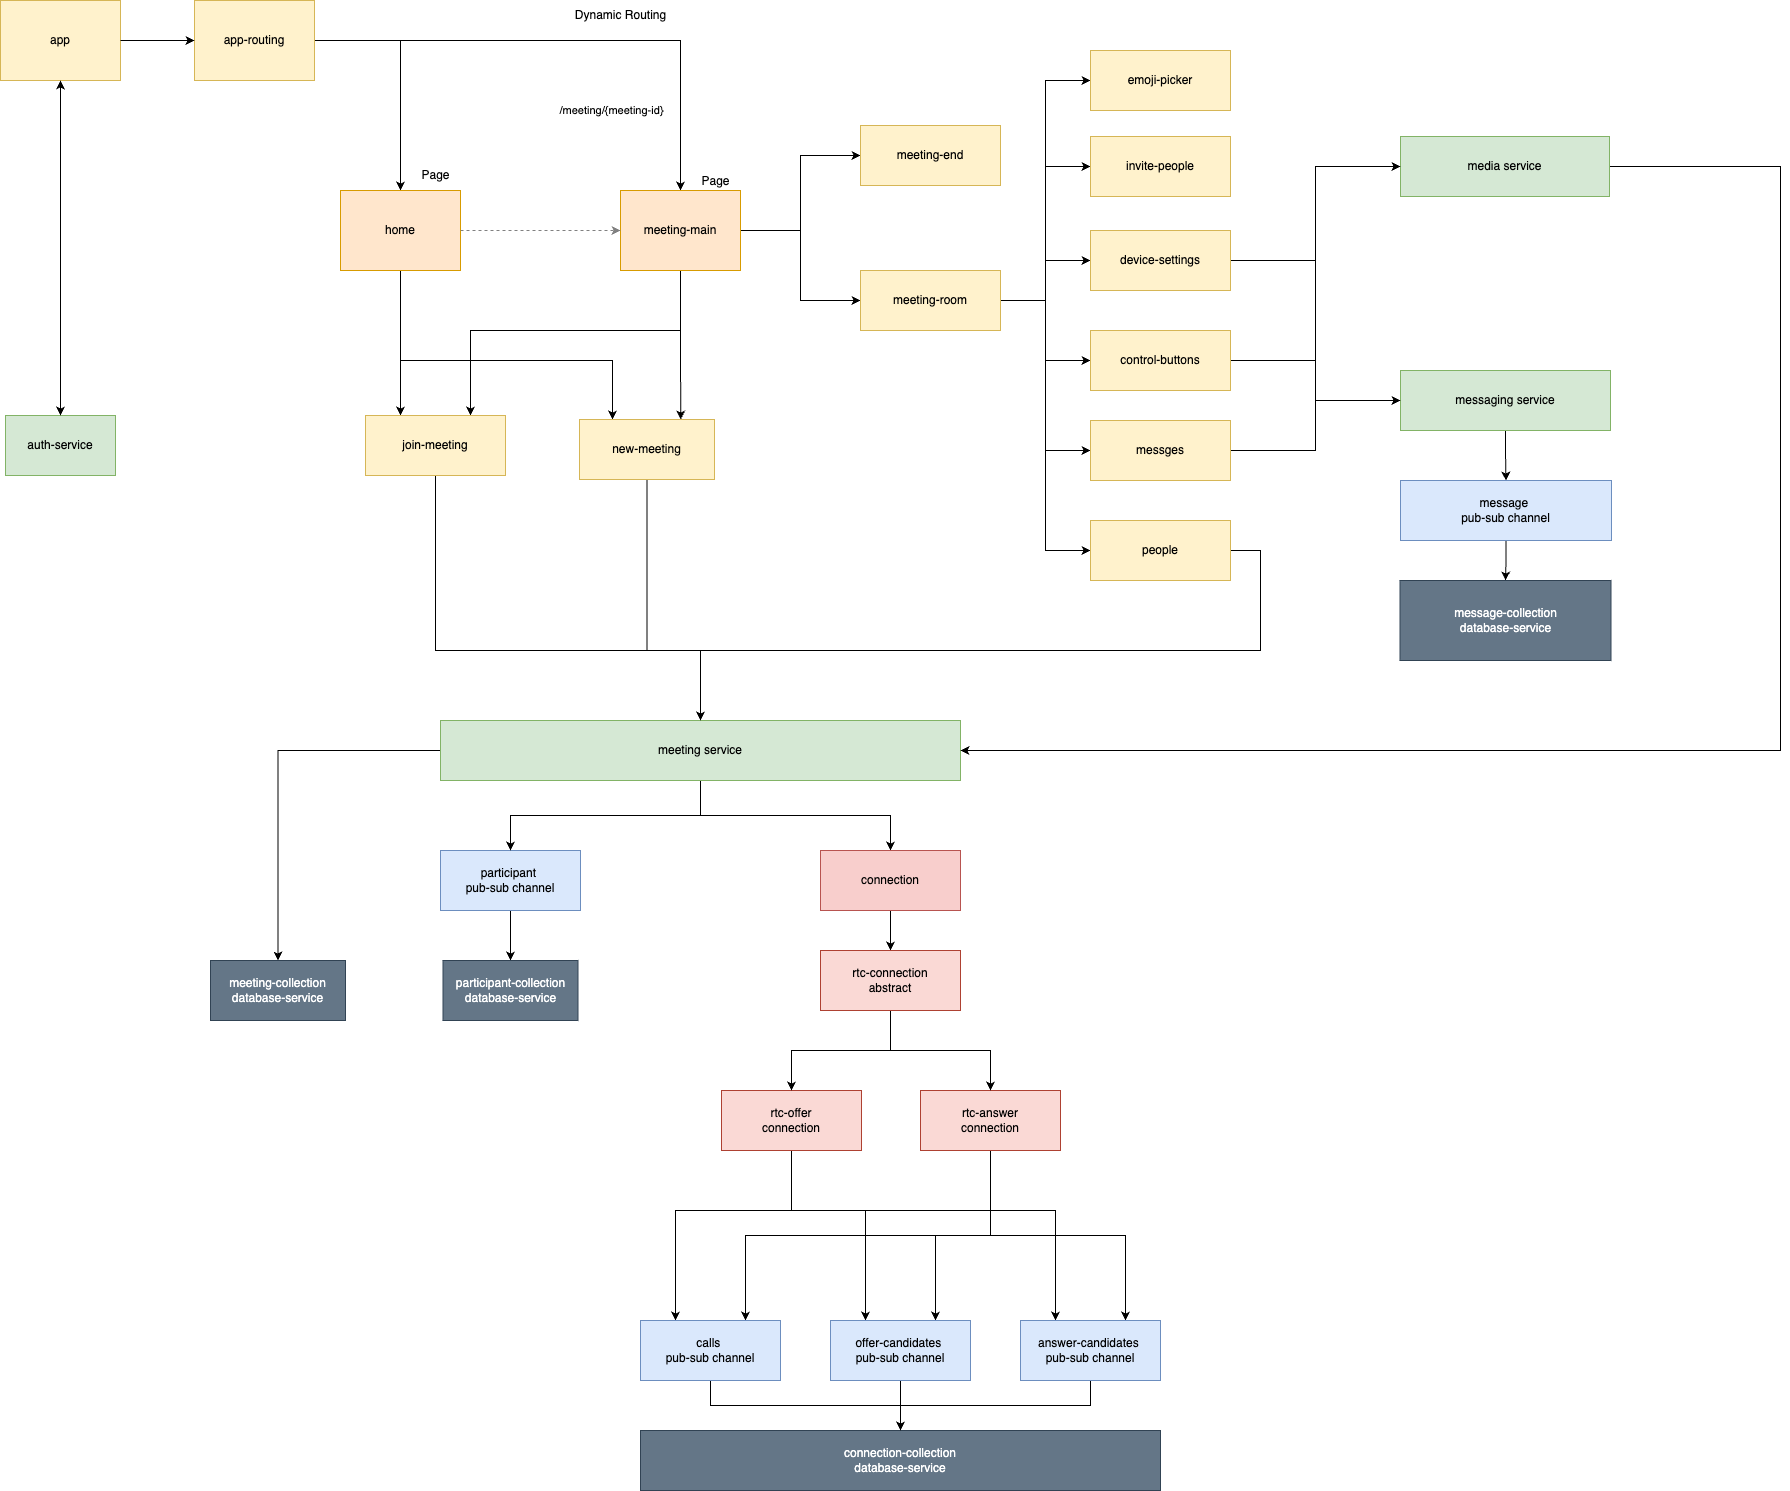 Dynamic Routing
app
app-routing
emoji-picker
/meeting/{meeting-id}
meeting-end
invite-people
media service
Page
Page
home
meeting-main
device-settings
meeting-room
control-buttons
messaging service
auth-service
join-meeting
new-meeting
messges
message
pub-sub channel
people
message-collection
database-service
meeting service
participant
pub-sub channel
connection
meeting-collection
database-service
participant-collection
database-service
rtc-connection
abstract
rtc-offer
connection
rtc-answer
connection
calls
pub-sub channel
offer-candidates
pub-sub channel
answer-candidates
pub-sub channel
connection-collection
database-service